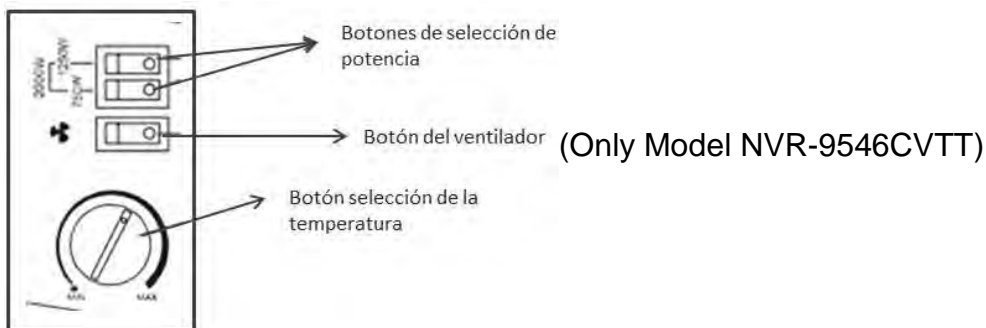 Botones de selección de
potencia
2000W
1250W
750W
Botón del ventilador (Only Model NVR-9546CVTT)
Botón selección de la
temperatura
MIN
MAX